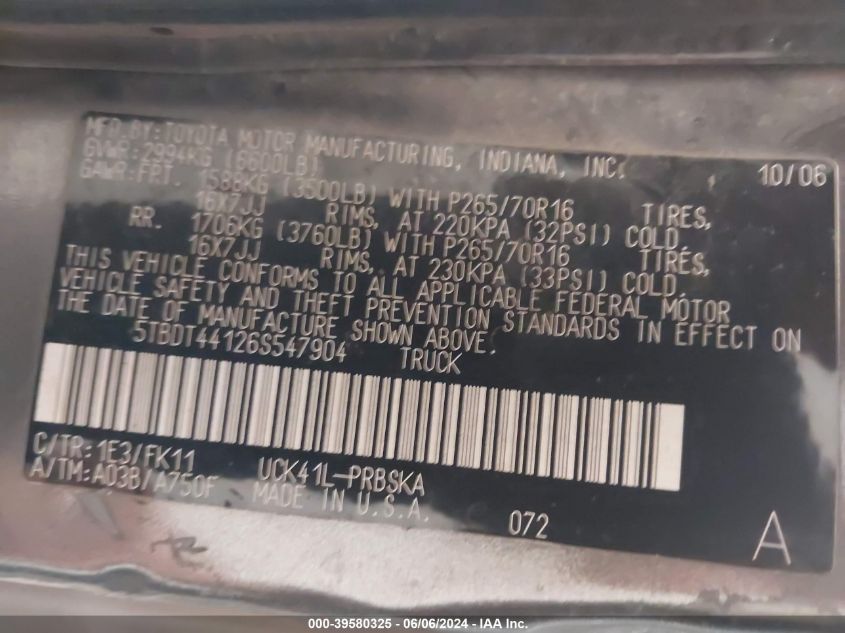 MFD.BY:TOYOTA MOTOR MANUFACTURING, INDIANA, INC. 10/06
GVWR:2994KG (6600LB)
GAWR:FRT. 1588KG (3500LB) WITH P265/70R16 TIRES,
16X7JJ RIMS, AT 220KPA (32PSI) COLD.
RR. 1706KG (3760LB) WITH P265/70R16 TIRES,
16X7JJ RIMS, AT 230KPA (33PSI) COLD.
THIS VEHICLE CONFORMS TO ALL APPLICABLE FEDERAL MOTOR
VEHICLE SAFETY AND THEFT PREVENTION STANDARDS IN EFFECT ON
THE DATE OF MANUFACTURE SHOWN ABOVE.
5TBDT44126S547904 TRUCK
C/TR:1E3/FK11 UCK41L-PRBSKA
A/TM:A03B/A750F MADE IN U.S.A. 072 A
000-39580325 - 06/06/2024 - IAA Inc.